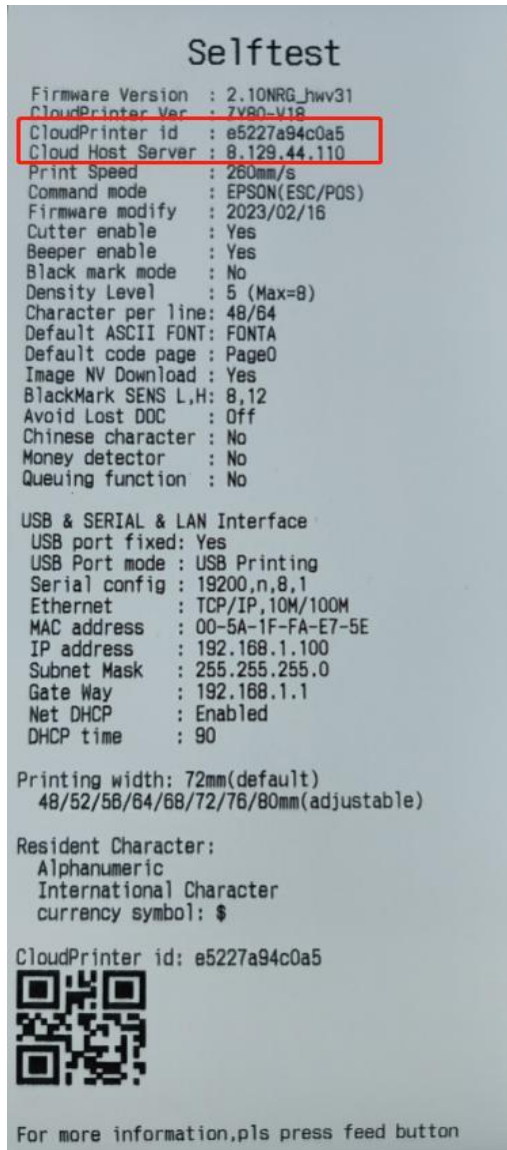 Selftest
Firmware Version : 2.10NRG_hwv31
CloudPrinter Ver : ZY80-V18
CloudPrinter id : e5227a94c0a5
Cloud Host Server : 8.129.44.110
Print Speed : 260mm/s
Command mode : EPSON(ESC/POS)
Firmware modify : 2023/02/16
Cutter enable : Yes
Beeper enable : Yes
Black mark mode : No
Density Level : 5 (Max=8)
Character per line: 48/64
Default ASCII FONT: FONTA
Default code page : Page0
Image NV Download : Yes
BlackMark SENS L,H: 8,12
Avoid Lost DOC : Off
Chinese character : No
Money detector : No
Queuing function : No
USB & SERIAL & LAN Interface
USB port fixed: Yes
USB Port mode : USB Printing
Serial config : 19200,n,8,1
Ethernet : TCP/IP,10M/100M
MAC address : 00-5A-1F-FA-E7-5E
IP address : 192.168.1.100
Subnet Mask : 255.255.255.0
Gate Way : 192.168.1.1
Net DHCP : Enabled
DHCP time : 90
Printing width: 72mm(default)
48/52/56/64/68/72/76/80mm(adjustable)
Resident Character:
Alphanumeric
International Character
currency symbol: $
CloudPrinter id: e5227a94c0a5
For more information,pls press feed button